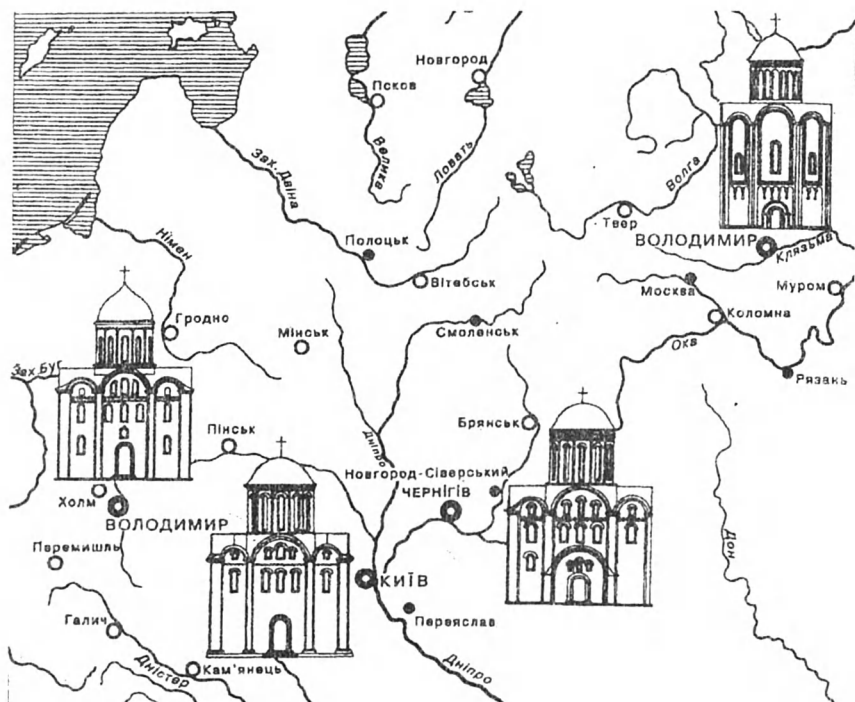 Новгород
Псков
Велика
Ловать
Зах. Двіна
Волга
Твер
ВОЛОДИМИР
Клязьма
Німен
Полоцьк
Вітебськ
Москва
Муром
Коломна
Гродно
Мінськ
Смоленськ
Ока
Рязань
Зах. Буг
Пінськ
Дніпро
Брянськ
Новгород-Сіверський
ЧЕРНІГІВ
Холм
ВОЛОДИМИР
Перемишль
КИЇВ
Дон
Переяслав
Галич
Дністер
Кам'янець
Дніпро